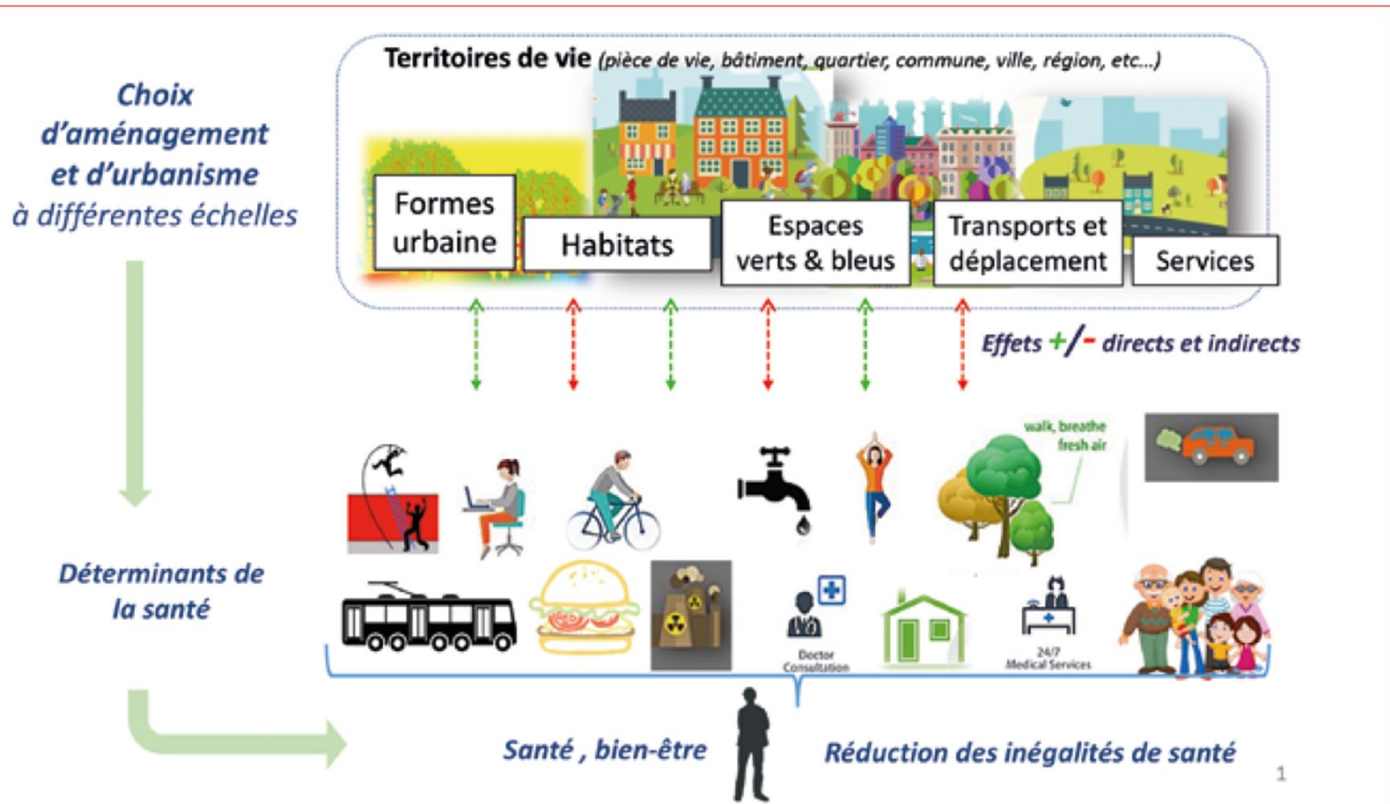 Territoires de vie (pièce de vie, bâtiment, quartier, commune, ville, région, etc...)
Choix
d'aménagement
et d'urbanisme
à différentes échelles
Formes
urbaine
Habitats
Espaces
verts & bleus
Transports et
déplacement
Services
Effets +/- directs et indirects
walk, breathe
fresh air
Déterminants de
la santé
Doctor
Consultation
24/7
Medical Services
Santé , bien-être
Réduction des inégalités de santé
1